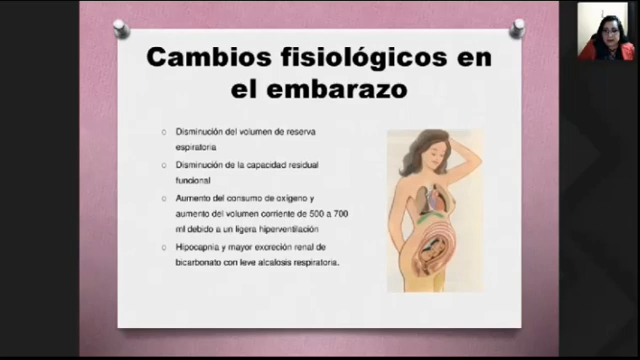 Cambios fisiológicos en
el embarazo
Disminución del volumen de reserva
espiratoria
Disminución de la capacidad residual
funcional
Aumento del consumo de oxígeno y
aumento del volumen corriente de 500 a 700
ml debido a un ligera hiperventilación
Hipocapnia y mayor excreción renal de
bicarbonato con leve alcalosis respiratoria.